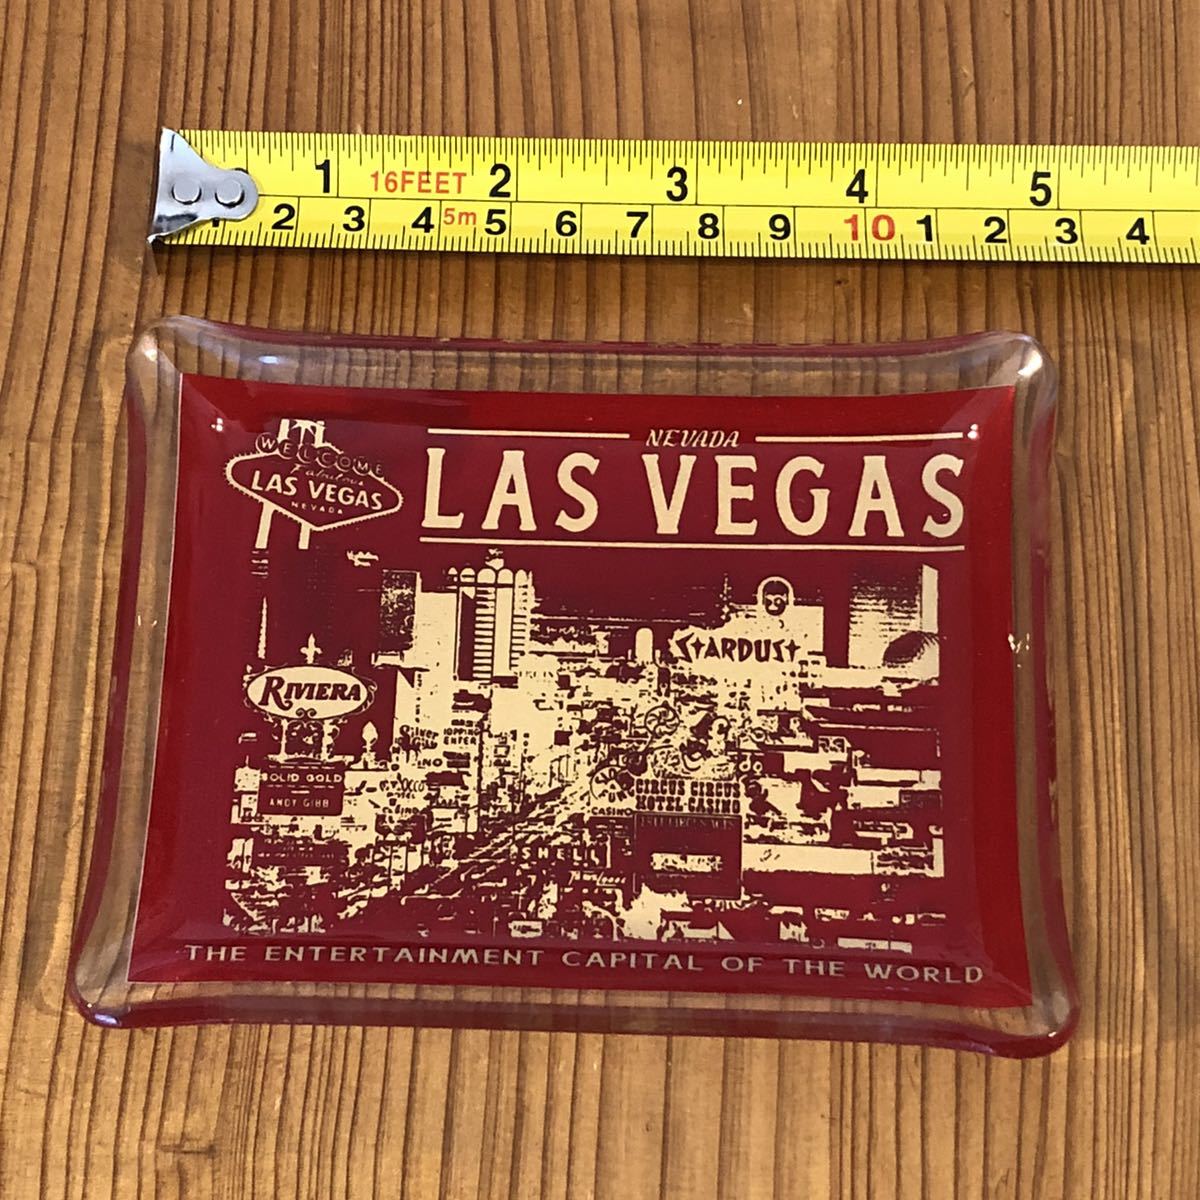 1 16FEET 2 3 4 5
1 2 3 4 5m 5 6 7 8 9 10 1 2 3 4
NEVADA
LAS VEGAS
WELCOME
Fabulous
LAS VEGAS
NEVADA
STARDUST
RIVIERA
SOLID GOLD
ANDY GIBB
CIRCUS CIRCUS
HOTEL CASINO
CASINO
SHELL
THE ENTERTAINMENT CAPITAL OF THE WORLD